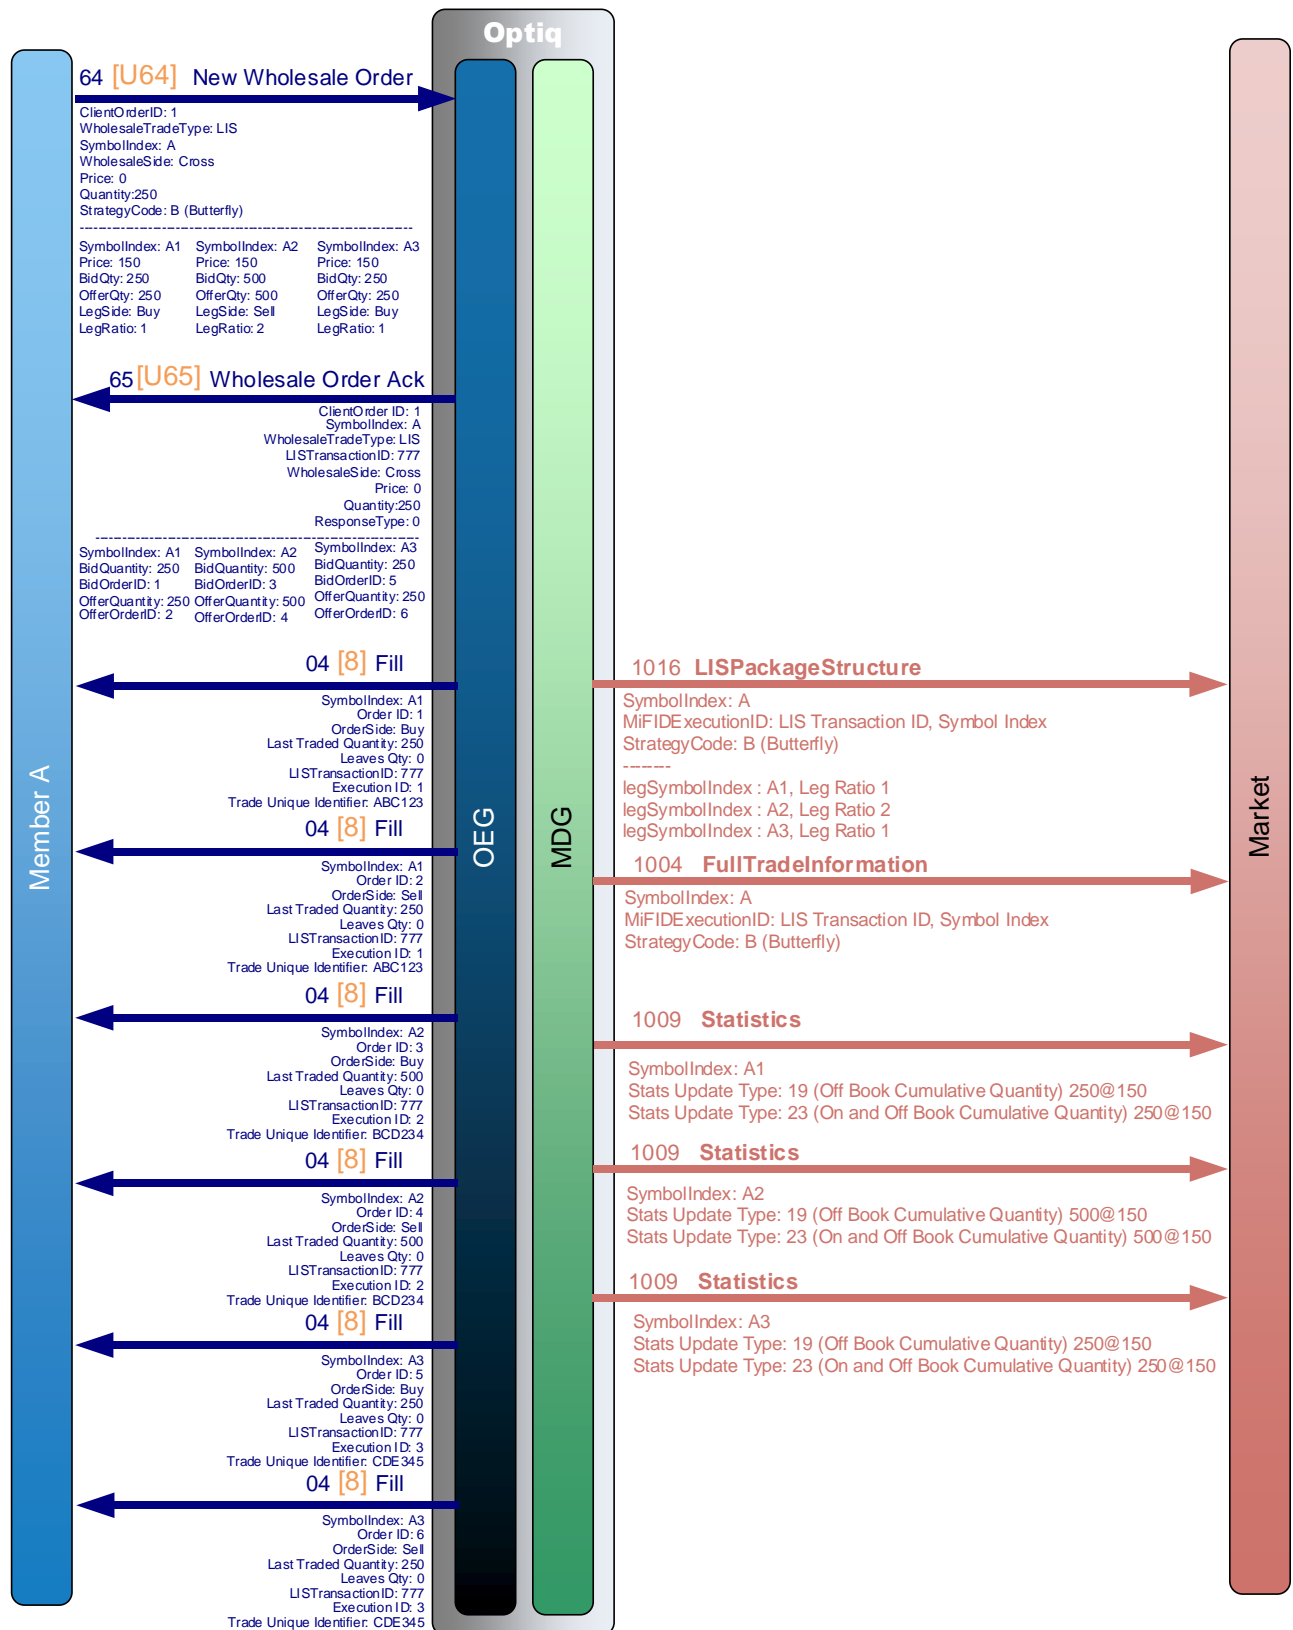 Optiq
64 [U64] New Wholesale Order
ClientOrderID: 1
WholesaleTradeType: LIS
SymbolIndex: A
WholesaleSide: Cross
Price: 0
Quantity:250
StrategyCode: B (Butterfly)
--------------------------------------------------------------------------
SymbolIndex: A1 SymbolIndex: A2 SymbolIndex: A3
Price: 150 Price: 150 Price: 150
BidQty: 250 BidQty: 500 BidQty: 250
OfferQty: 250 OfferQty: 500 OfferQty: 250
LegSide: Buy LegSide: Sell LegSide: Buy
LegRatio: 1 LegRatio: 2 LegRatio: 1
65 [U65] Wholesale Order Ack
ClientOrder ID: 1
SymbolIndex: A
WholesaleTradeType: LIS
LISTransactionID: 777
WholesaleSide: Cross
Price: 0
Quantity:250
ResponseType: 0
------------------------------------------------------------------------
SymbolIndex: A1 SymbolIndex: A2 SymbolIndex: A3
BidQuantity: 250 BidQuantity: 500 BidQuantity: 250
BidOrderID: 1 BidOrderID: 3 BidOrderID: 5
OfferQuantity: 250 OfferQuantity: 500 OfferQuantity: 250
OfferOrderID: 2 OfferOrderID: 4 OfferOrderID: 6
04 [8] Fill
SymbolIndex: A1
Order ID: 1
OrderSide: Buy
Last Traded Quantity: 250
Leaves Qty: 0
LISTransactionID: 777
Execution ID: 1
Trade Unique Identifier: ABC123
04 [8] Fill
SymbolIndex: A1
Order ID: 2
OrderSide: Sell
Last Traded Quantity: 250
Leaves Qty: 0
LISTransactionID: 777
Execution ID: 1
Trade Unique Identifier: ABC123
04 [8] Fill
SymbolIndex: A2
Order ID: 3
OrderSide: Buy
Last Traded Quantity: 500
Leaves Qty: 0
LISTransactionID: 777
Execution ID: 2
Trade Unique Identifier: BCD234
04 [8] Fill
SymbolIndex: A2
Order ID: 4
OrderSide: Sell
Last Traded Quantity: 500
Leaves Qty: 0
LISTransactionID: 777
Execution ID: 2
Trade Unique Identifier: BCD234
04 [8] Fill
SymbolIndex: A3
Order ID: 5
OrderSide: Buy
Last Traded Quantity: 250
Leaves Qty: 0
LISTransactionID: 777
Execution ID: 3
Trade Unique Identifier: CDE345
04 [8] Fill
SymbolIndex: A3
Order ID: 6
OrderSide: Sell
Last Traded Quantity: 250
Leaves Qty: 0
LISTransactionID: 777
Execution ID: 3
Trade Unique Identifier: CDE345
Member A
OEG
MDG
Market
1016 LISPackageStructure
SymbolIndex: A
MiFIDExecutionID: LIS Transaction ID, Symbol Index
StrategyCode: B (Butterfly)
--------
legSymbolIndex : A1, Leg Ratio 1
legSymbolIndex : A2, Leg Ratio 2
legSymbolIndex : A3, Leg Ratio 1
1004 FullTradeInformation
SymbolIndex: A
MiFIDExecutionID: LIS Transaction ID, Symbol Index
StrategyCode: B (Butterfly)
1009 Statistics
SymbolIndex: A1
Stats Update Type: 19 (Off Book Cumulative Quantity) 250@150
Stats Update Type: 23 (On and Off Book Cumulative Quantity) 250@150
1009 Statistics
SymbolIndex: A2
Stats Update Type: 19 (Off Book Cumulative Quantity) 500@150
Stats Update Type: 23 (On and Off Book Cumulative Quantity) 500@150
1009 Statistics
SymbolIndex: A3
Stats Update Type: 19 (Off Book Cumulative Quantity) 250@150
Stats Update Type: 23 (On and Off Book Cumulative Quantity) 250@150